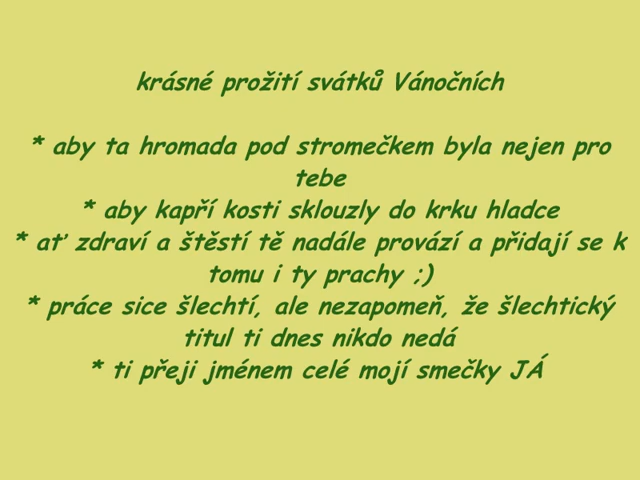 krásné prožití svátků Vánočních
* aby ta hromada pod stromečkem byla nejen pro
tebe
* aby kapří kosti sklouzly do krku hladce
* ať zdraví a štěstí tě nadále provází a přidají se k
tomu i ty prachy ;)
* práce sice šlechtí, ale nezapomeň, že šlechtický
titul ti dnes nikdo nedá
* ti přeji jménem celé mojí smečky JÁ